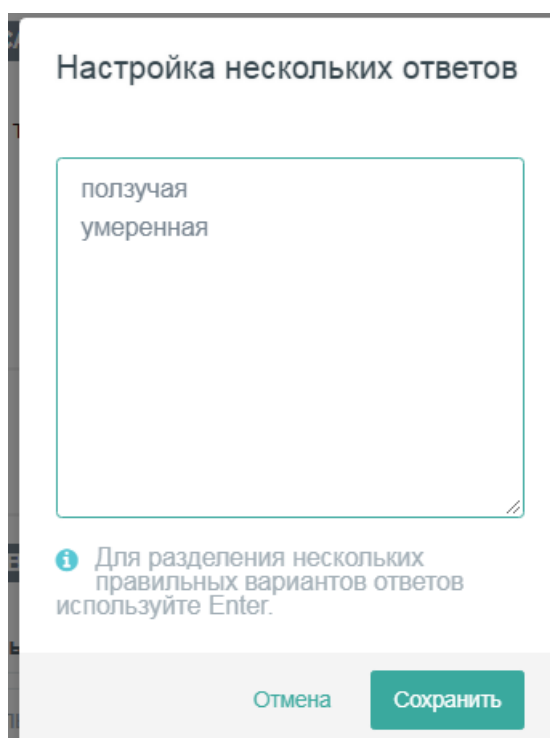 Настройка нескольких ответов
ползучая
умеренная
Для разделения нескольких
правильных вариантов ответов
используйте Enter.
Отмена
Сохранить